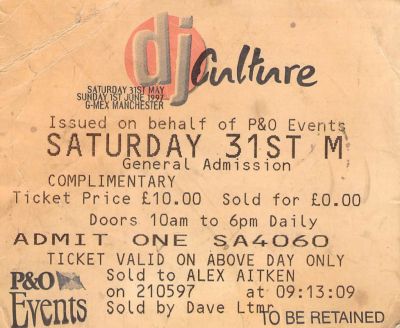 dj Culture
SATURDAY 31ST MAY
SUNDAY 1ST JUNE 1997
G-MEX MANCHESTER
Issued on behalf of P&O Events
SATURDAY 31ST M
General Admission
COMPLIMENTARY
Ticket Price £10.00 Sold for £0.00
Doors 10am to 6pm Daily
ADMIT ONE SA4060
TICKET VALID ON ABOVE DAY ONLY
P&O Events
Sold to ALEX AITKEN
on 210597 at 09:13:09
Sold by Dave Ltmr
TO BE RETAINED